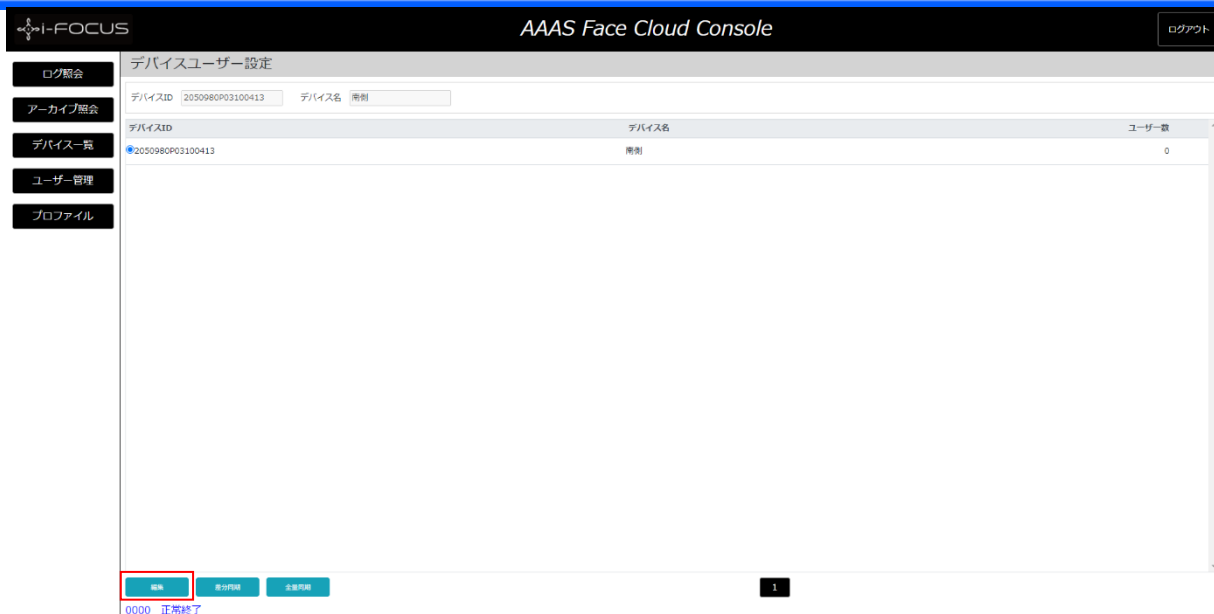 i-FOCUS
AAAS Face Cloud Console
ログアウト
ログ照会
アーカイブ照会
デバイス一覧
ユーザー管理
プロファイル
デバイスユーザー設定
デバイスID 2050980P03100413 デバイス名 南側
デバイスID デバイス名 ユーザー数
2050980P03100413 南側 0
編集 差分同期 全量同期 1
0000 正常終了